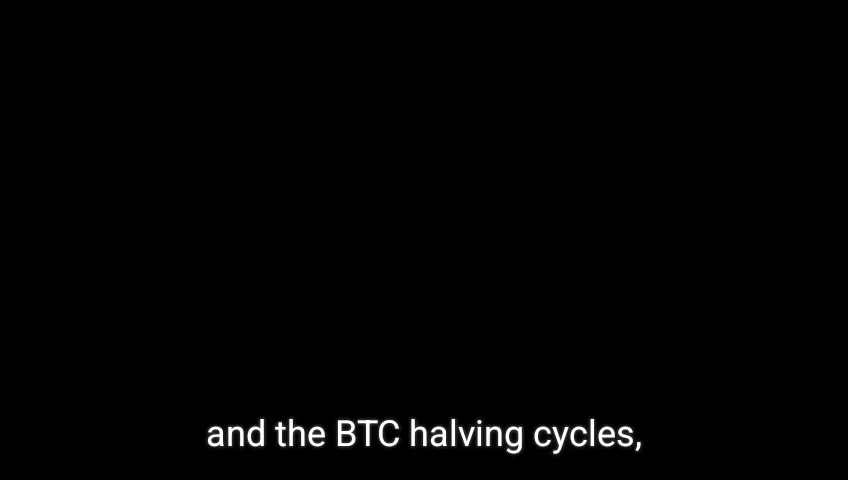 and the BTC halving cycles,